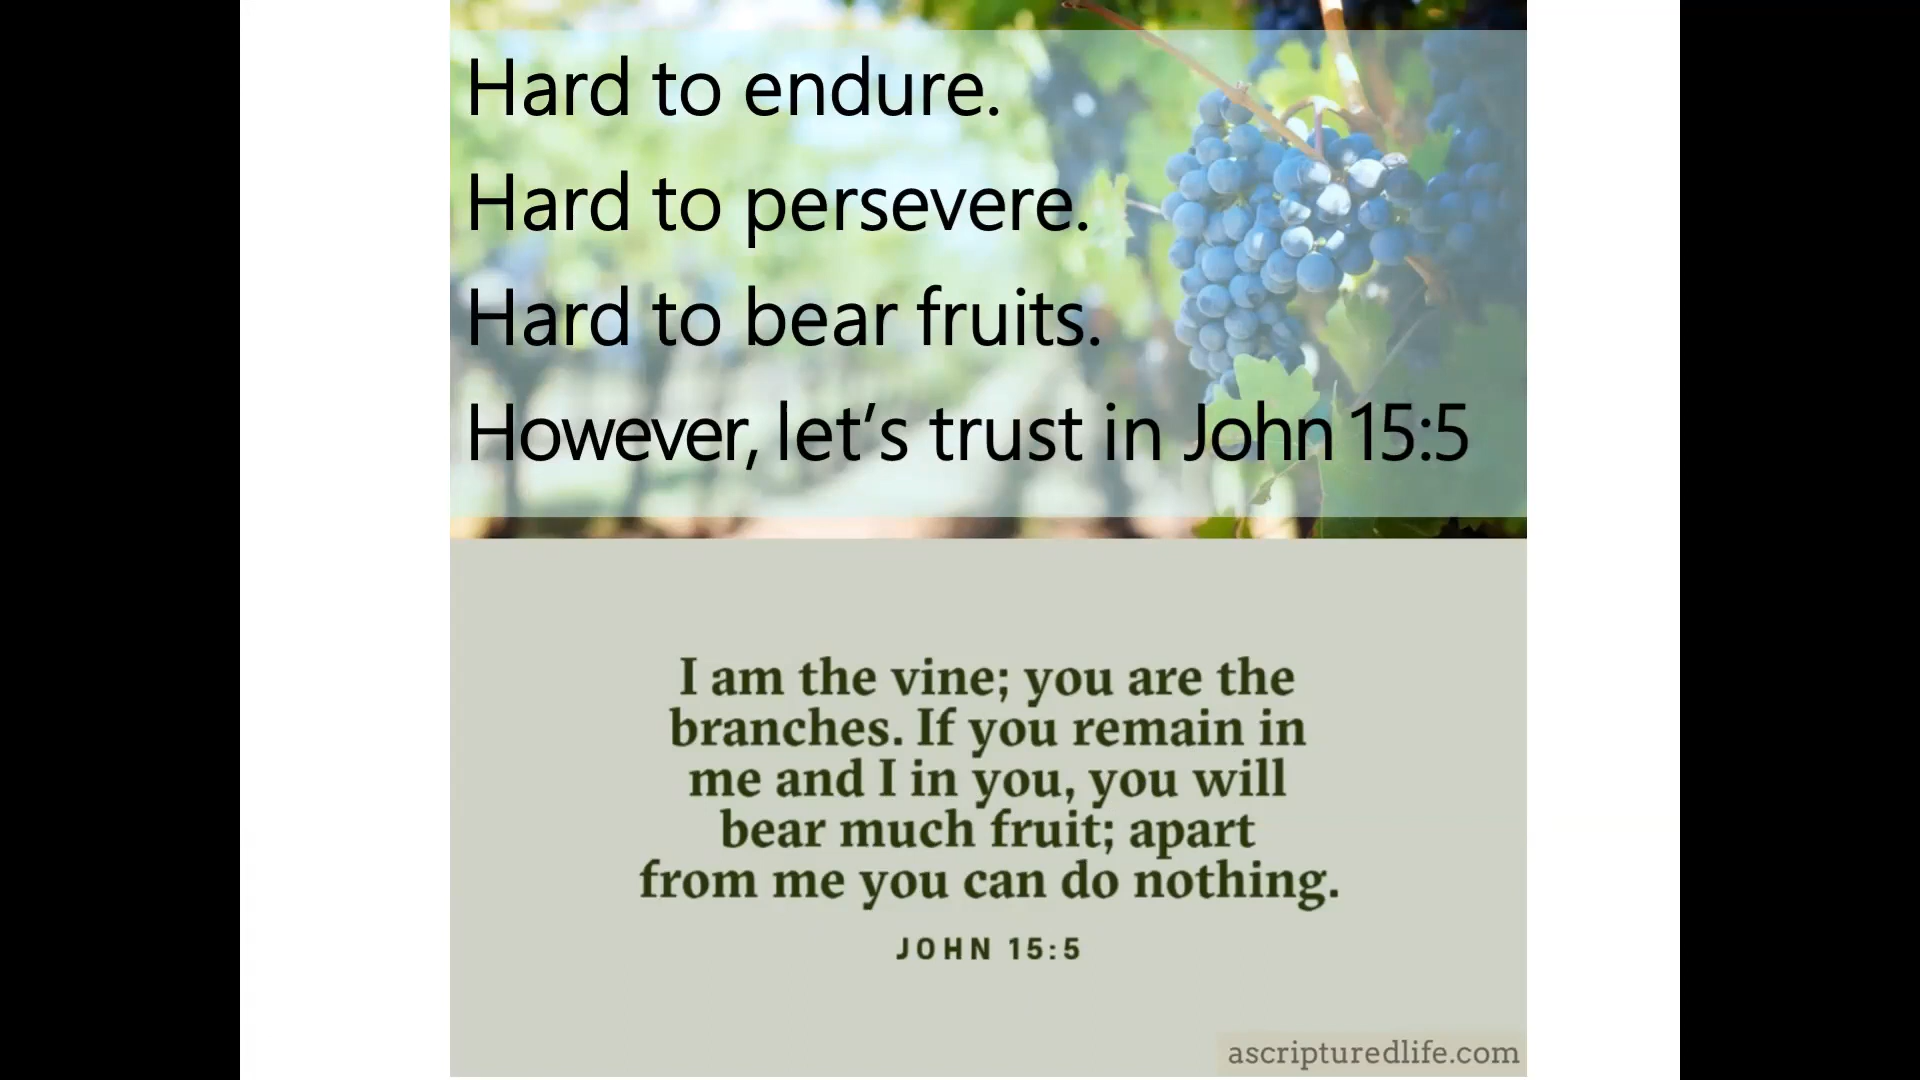 Hard to endure.
Hard to persevere.
Hard to bear fruits.
However, let’s trust in John 15:5
I am the vine; you are the
branches. If you remain in
me and I in you, you will
bear much fruit; apart
from me you can do nothing.
JOHN 15:5
ascripturedlife.com